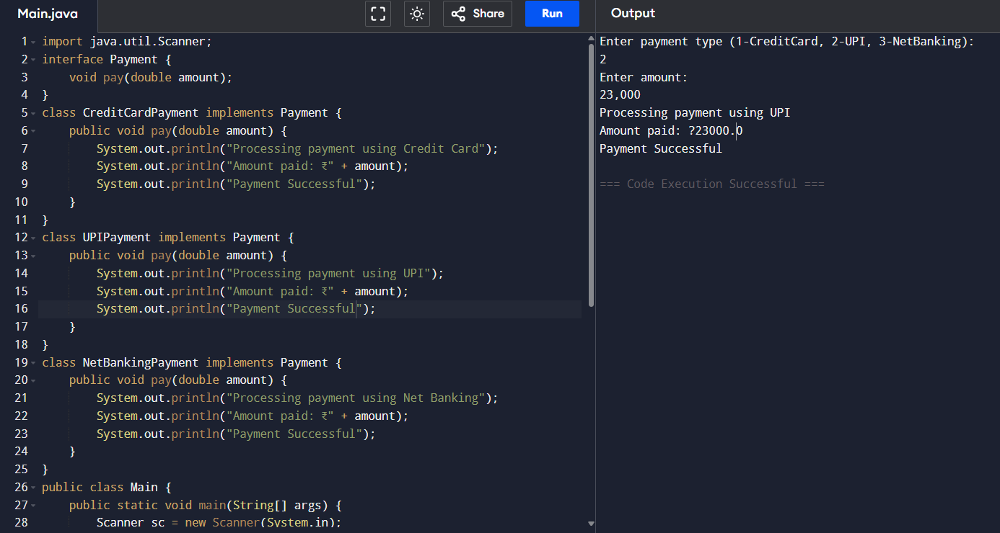 Main.java
Share
Run
Output
1 import java.util.Scanner;
2 interface Payment {
3     void pay(double amount);
4 }
5 class CreditCardPayment implements Payment {
6     public void pay(double amount) {
7         System.out.println("Processing payment using Credit Card");
8         System.out.println("Amount paid: ₹" + amount);
9         System.out.println("Payment Successful");
10     }
11 }
12 class UPIPayment implements Payment {
13     public void pay(double amount) {
14         System.out.println("Processing payment using UPI");
15         System.out.println("Amount paid: ₹" + amount);
16         System.out.println("Payment Successful");
17     }
18 }
19 class NetBankingPayment implements Payment {
20     public void pay(double amount) {
21         System.out.println("Processing payment using Net Banking");
22         System.out.println("Amount paid: ₹" + amount);
23         System.out.println("Payment Successful");
24     }
25 }
26 public class Main {
27     public static void main(String[] args) {
28         Scanner sc = new Scanner(System.in);
Enter payment type (1-CreditCard, 2-UPI, 3-NetBanking):
2
Enter amount:
23,000
Processing payment using UPI
Amount paid: ?23000.0
Payment Successful
=== Code Execution Successful ===